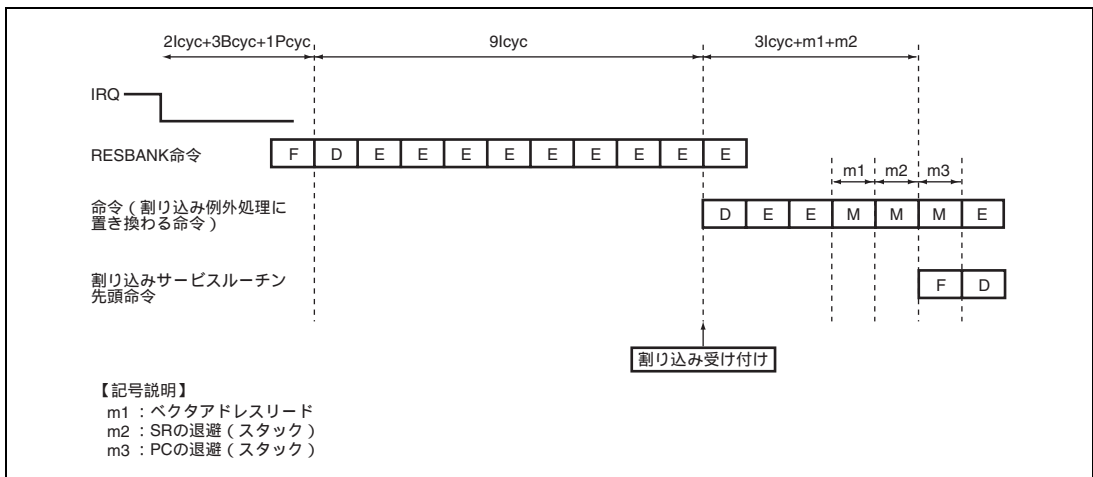 2Icyc+3Bcyc+1Pcyc 9Icyc 3Icyc+m1+m2
IRQ
RESBANK命令 F D E E E E E E E E E
m1 m2 m3
命令（割り込み例外処理に
置き換わる命令） D E E M M M E
割り込みサービスルーチン
先頭命令 F D
割り込み受け付け
【記号説明】
m1 ：ベクタアドレスリード
m2 ：SRの退避（スタック）
m3 ：PCの退避（スタック）